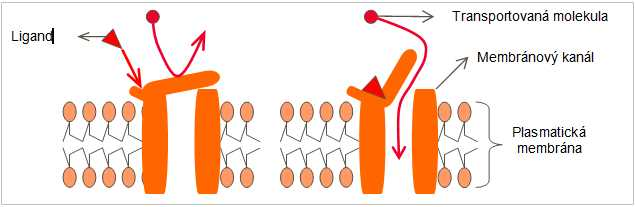 Ligand
Transportovaná molekula
Membránový kanál
Plasmatická
membrána